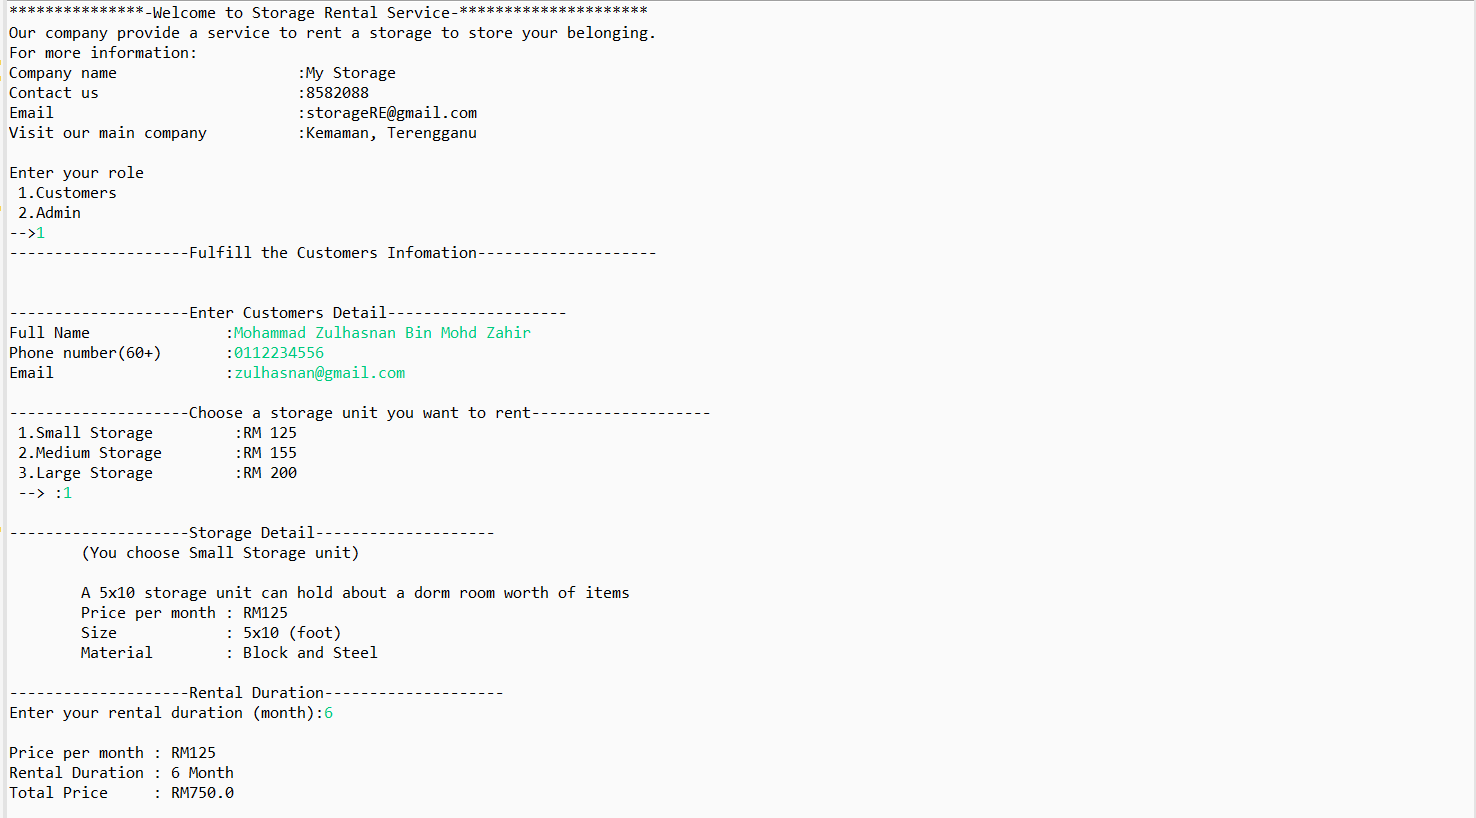 ***************-Welcome to Storage Rental Service-*********************
Our company provide a service to rent a storage to store your belonging.
For more information:
Company name                    :My Storage
Contact us                      :8582088
Email                           :storageRE@gmail.com
Visit our main company          :Kemaman, Terengganu
Enter your role
 1.Customers
 2.Admin
-->1
--------------------Fulfill the Customers Infomation--------------------
--------------------Enter Customers Detail--------------------
Full Name               :Mohammad Zulhasnan Bin Mohd Zahir
Phone number(60+)       :0112234556
Email                   :zulhasnan@gmail.com
--------------------Choose a storage unit you want to rent--------------------
 1.Small Storage         :RM 125
 2.Medium Storage        :RM 155
 3.Large Storage         :RM 200
 --> :1
--------------------Storage Detail--------------------
        (You choose Small Storage unit)
        A 5x10 storage unit can hold about a dorm room worth of items
        Price per month : RM125
        Size            : 5x10 (foot)
        Material        : Block and Steel
--------------------Rental Duration--------------------
Enter your rental duration (month):6
Price per month : RM125
Rental Duration : 6 Month
Total Price     : RM750.0